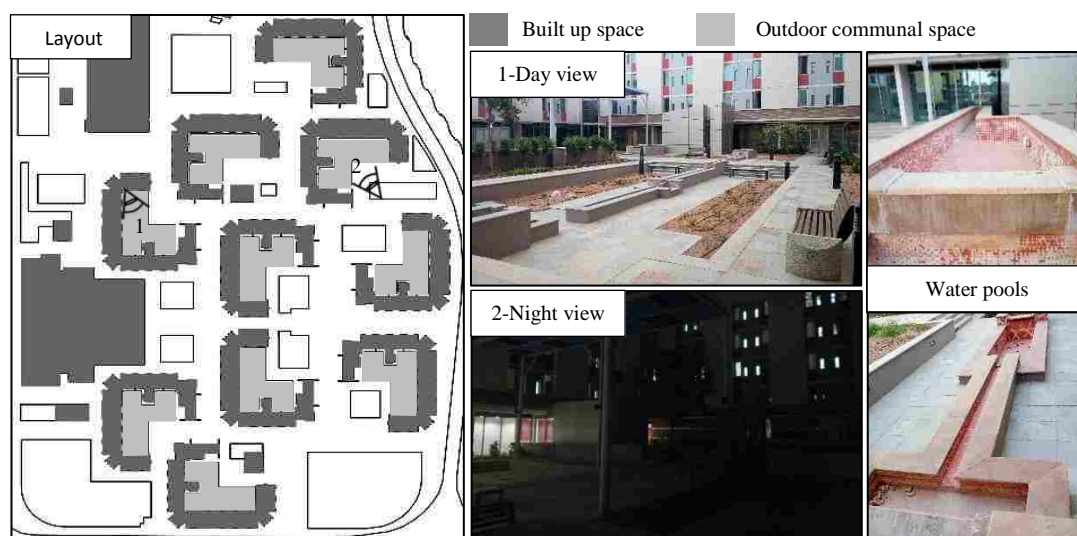 Layout
Built up space
Outdoor communal space
1-Day view
2-Night view
Water pools
1
2